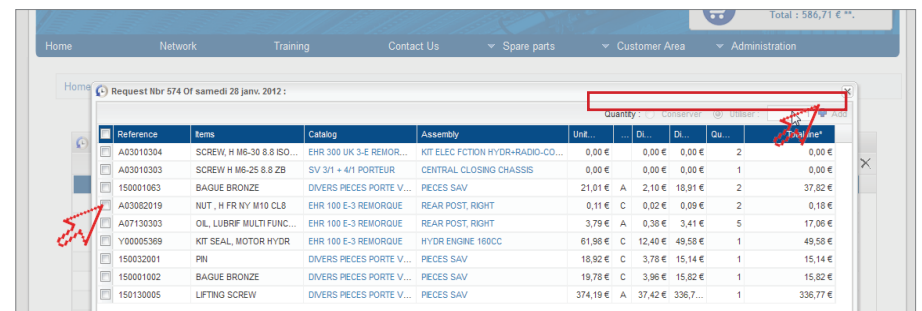 Total : 586,71 € **.
Home Network Training Contact Us Spare parts Customer Area Administration
Home
Request Nbr 574 Of samedi 28 janv. 2012 :
Quantity : Conserver Utiliser : Add
Reference Items Catalog Assembly Unit... ... Di... Di... Qu... Total line*
A03010304 SCREW, H M6-30 8.8 ISO... EHR 300 UK 3-E REMOR... KIT ELEC FCTION HYDR+RADIO-CO... 0,00 € 0,00 € 0,00 € 2 0,00 €
A03010303 SCREW H M6-25 8.8 ZB SV 3/1 + 4/1 PORTEUR CENTRAL CLOSING CHASSIS 0,00 € 0,00 € 0,00 € 1 0,00 €
150001063 BAGUE BRONZE DIVERS PIECES PORTE V... PIECES SAV 21,01 € A 2,10 € 18,91 € 2 37,82 €
A03082019 NUT , H FR NY M10 CL8 EHR 100 E-3 REMORQUE REAR POST, RIGHT 0,11 € C 0,02 € 0,09 € 2 0,18 €
A07130303 OIL, LUBRIF MULTI FUNC... EHR 100 E-3 REMORQUE REAR POST, RIGHT 3,79 € A 0,38 € 3,41 € 5 17,06 €
Y00005369 KIT SEAL, MOTOR HYDR EHR 100 E-3 REMORQUE HYDR ENGINE 160CC 61,98 € C 12,40 € 49,58 € 1 49,58 €
150032001 PIN DIVERS PIECES PORTE V... PIECES SAV 18,92 € C 3,78 € 15,14 € 1 15,14 €
150001002 BAGUE BRONZE DIVERS PIECES PORTE V... PIECES SAV 19,78 € C 3,96 € 15,82 € 1 15,82 €
150130005 LIFTING SCREW DIVERS PIECES PORTE V... PIECES SAV 374,19 € A 37,42 € 336,7... 1 336,77 €